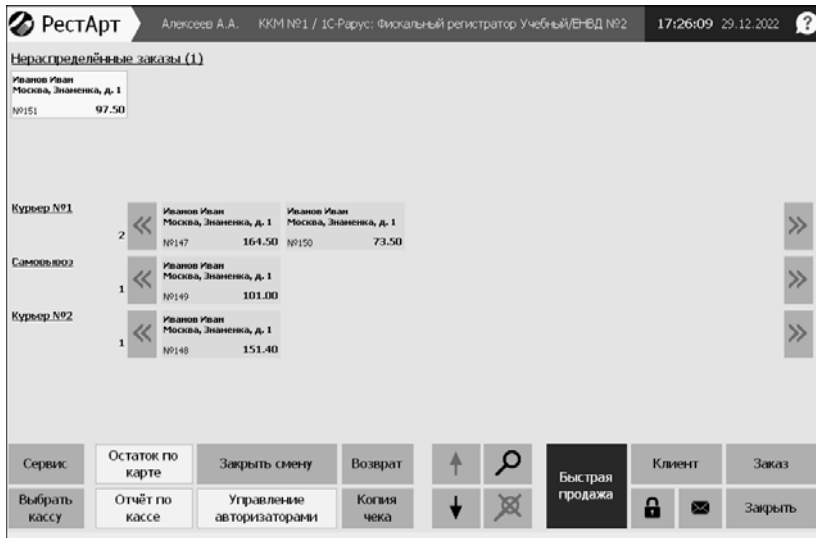 РестАрт Алексеев А.А. ККМ №1 / 1С-Рарус: Фискальный регистратор Учебный/ЕНВД №2 17:26:09 29.12.2022 ?
Нераспределённые заказы (1)
Иванов Иван
Москва, Знаменка, д. 1
№151 97.50
Курьер №1
2
Иванов Иван
Москва, Знаменка, д. 1
№147 164.50
Иванов Иван
Москва, Знаменка, д. 1
№150 73.50
Самовывоз
1
Иванов Иван
Москва, Знаменка, д. 1
№149 101.00
Курьер №2
1
Иванов Иван
Москва, Знаменка, д. 1
№148 151.40
Сервис
Остаток по
карте
Закрыть смену
Возврат
Быстрая
продажа
Клиент
Заказ
Выбрать
кассу
Отчёт по
кассе
Управление
авторизаторами
Копия
чека
Закрыть